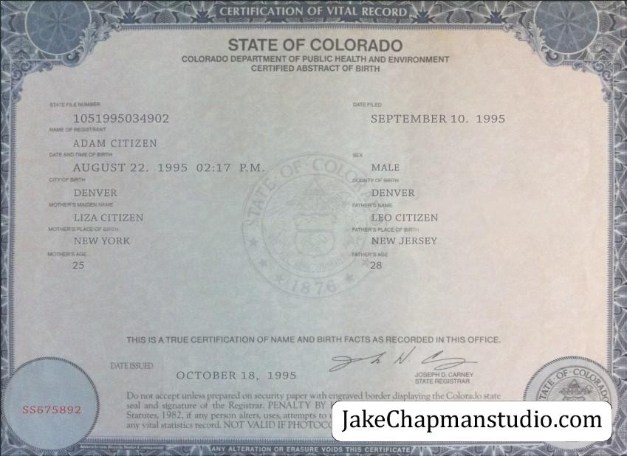 CERTIFICATION OF VITAL RECORD
STATE OF COLORADO
COLORADO DEPARTMENT OF PUBLIC HEALTH AND ENVIRONMENT
CERTIFIED ABSTRACT OF BIRTH
STATE FILE NUMBER DATE FILED
1051995034902 SEPTEMBER 10. 1995
NAME OF REGISTRANT
ADAM CITIZEN
DATE AND TIME OF BIRTH SEX
AUGUST 22. 1995 02:17 P.M. MALE
CITY OF BIRTH COUNTY OF BIRTH
DENVER DENVER
MOTHER'S MAIDEN NAME FATHER'S NAME
LIZA CITIZEN LEO CITIZEN
MOTHER'S PLACE OF BIRTH FATHER'S PLACE OF BIRTH
NEW YORK NEW JERSEY
MOTHER'S AGE FATHER'S AGE
25 28
STATE OF COLO
1876
THIS IS A TRUE CERTIFICATION OF NAME AND BIRTH FACTS AS RECORDED IN THIS OFFICE.
DATE ISSUED
OCTOBER 18, 1995
JOSEPH D. CARNEY
STATE REGISTRAR
SS675892
Do not accept unless prepared on security paper with engraved border displaying the Colorado state
seal and signature of the Registrar. PENALTY BY
Statutes, 1982, if any person alters, uses, attempts to
any vital statistics record. NOT VALID IF PHOTOCO
STATE OF COLORADO
JakeChapmanstudio.com
ANY ALTERATION OR ERASURE VOIDS THIS CERTIFICATE